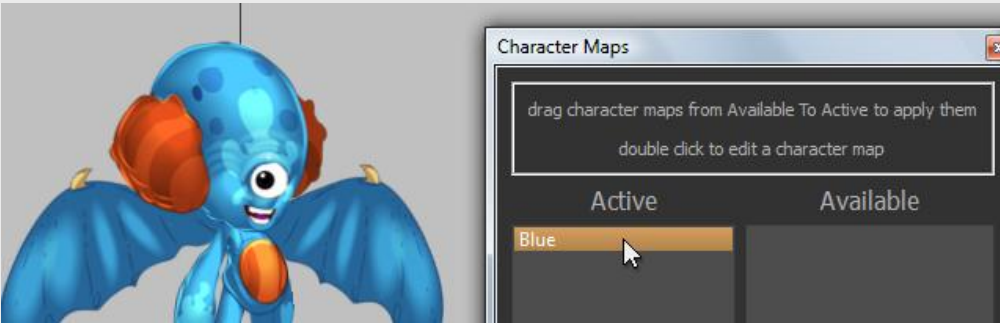 Character Maps
drag character maps from Available To Active to apply them
double click to edit a character map
Active
Available
Blue